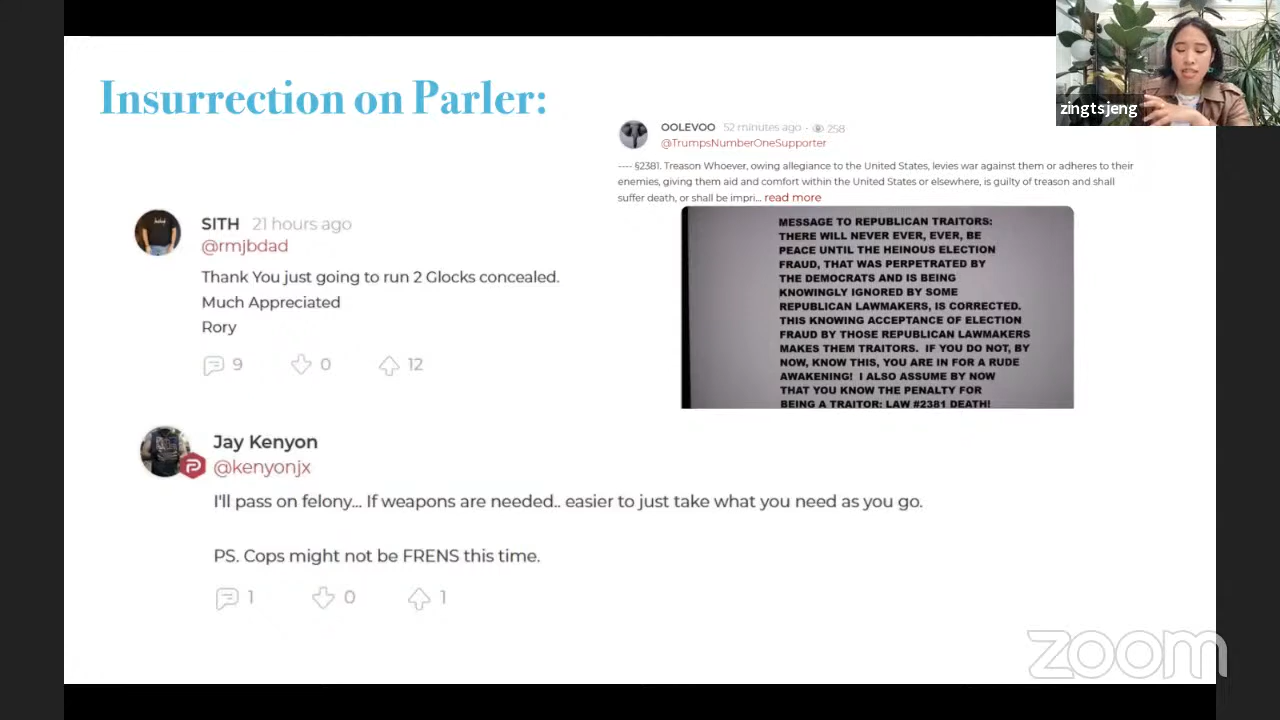 Insurrection on Parler:
zingtsjeng
OOLEVOO 52 minutes ago · 258
@TrumpsNumberOneSupporter
---- §2381. Treason Whoever, owing allegiance to the United States, levies war against them or adheres to their
enemies, giving them aid and comfort within the United States or elsewhere, is guilty of treason and shall
suffer death, or shall be impri... read more
MESSAGE TO REPUBLICAN TRAITORS:
THERE WILL NEVER EVER, EVER, BE
PEACE UNTIL THE HEINOUS ELECTION
FRAUD, THAT WAS PERPETRATED BY
THE DEMOCRATS AND IS BEING
KNOWINGLY IGNORED BY SOME
REPUBLICAN LAWMAKERS, IS CORRECTED.
THIS KNOWING ACCEPTANCE OF ELECTION
FRAUD BY THOSE REPUBLICAN LAWMAKERS
MAKES THEM TRAITORS. IF YOU DO NOT, BY
NOW, KNOW THIS, YOU ARE IN FOR A RUDE
AWAKENING! I ALSO ASSUME BY NOW
THAT YOU KNOW THE PENALTY FOR
BEING A TRAITOR: LAW #2381 DEATH!
SITH 21 hours ago
@rmjbdad
Thank You just going to run 2 Glocks concealed.
Much Appreciated
Rory
9 0 12
Jay Kenyon
@kenyonjx
I'll pass on felony... If weapons are needed.. easier to just take what you need as you go.
PS. Cops might not be FRENS this time.
1 0 1
zoom